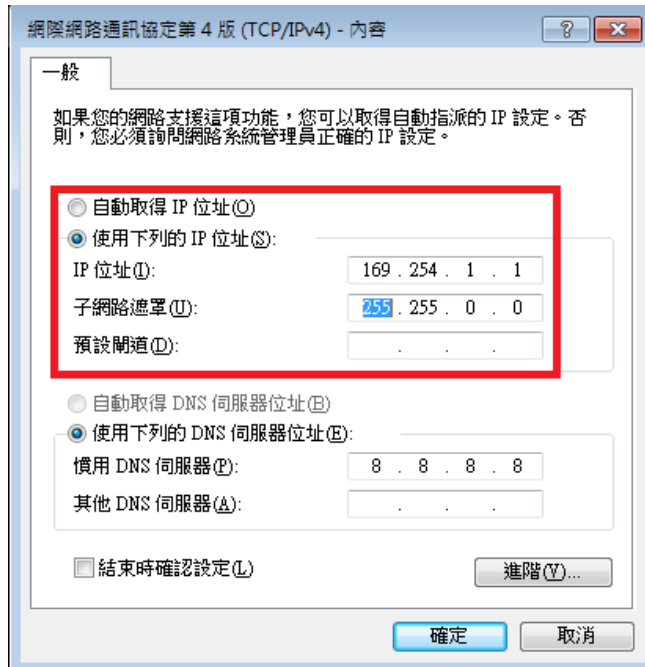 網際網路通訊協定第 4 版 (TCP/IPv4) - 內容
一般
如果您的網路支援這項功能，您可以取得自動指派的 IP 設定。否
則，您必須詢問網路系統管理員正確的 IP 設定。
自動取得 IP 位址(O)
使用下列的 IP 位址(S):
IP 位址(I): 169 . 254 . 1 . 1
子網路遮罩(U): 255 . 255 . 0 . 0
預設閘道(D): . . .
自動取得 DNS 伺服器位址(B)
使用下列的 DNS 伺服器位址(E):
慣用 DNS 伺服器(P): 8 . 8 . 8 . 8
其他 DNS 伺服器(A): . . .
結束時確認設定(L)
進階(V)...
確定
取消